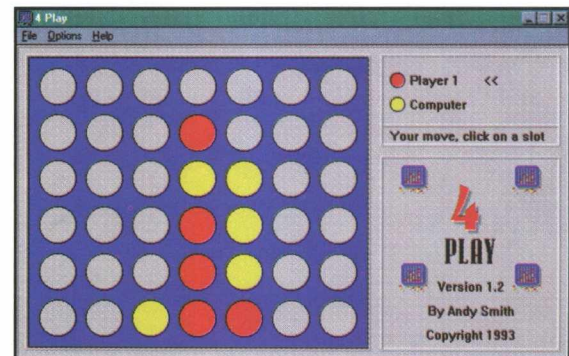 4 Play
File Options Help
Player 1 <<
Computer
Your move, click on a slot
4
PLAY
Version 1.2
By Andy Smith
Copyright 1993